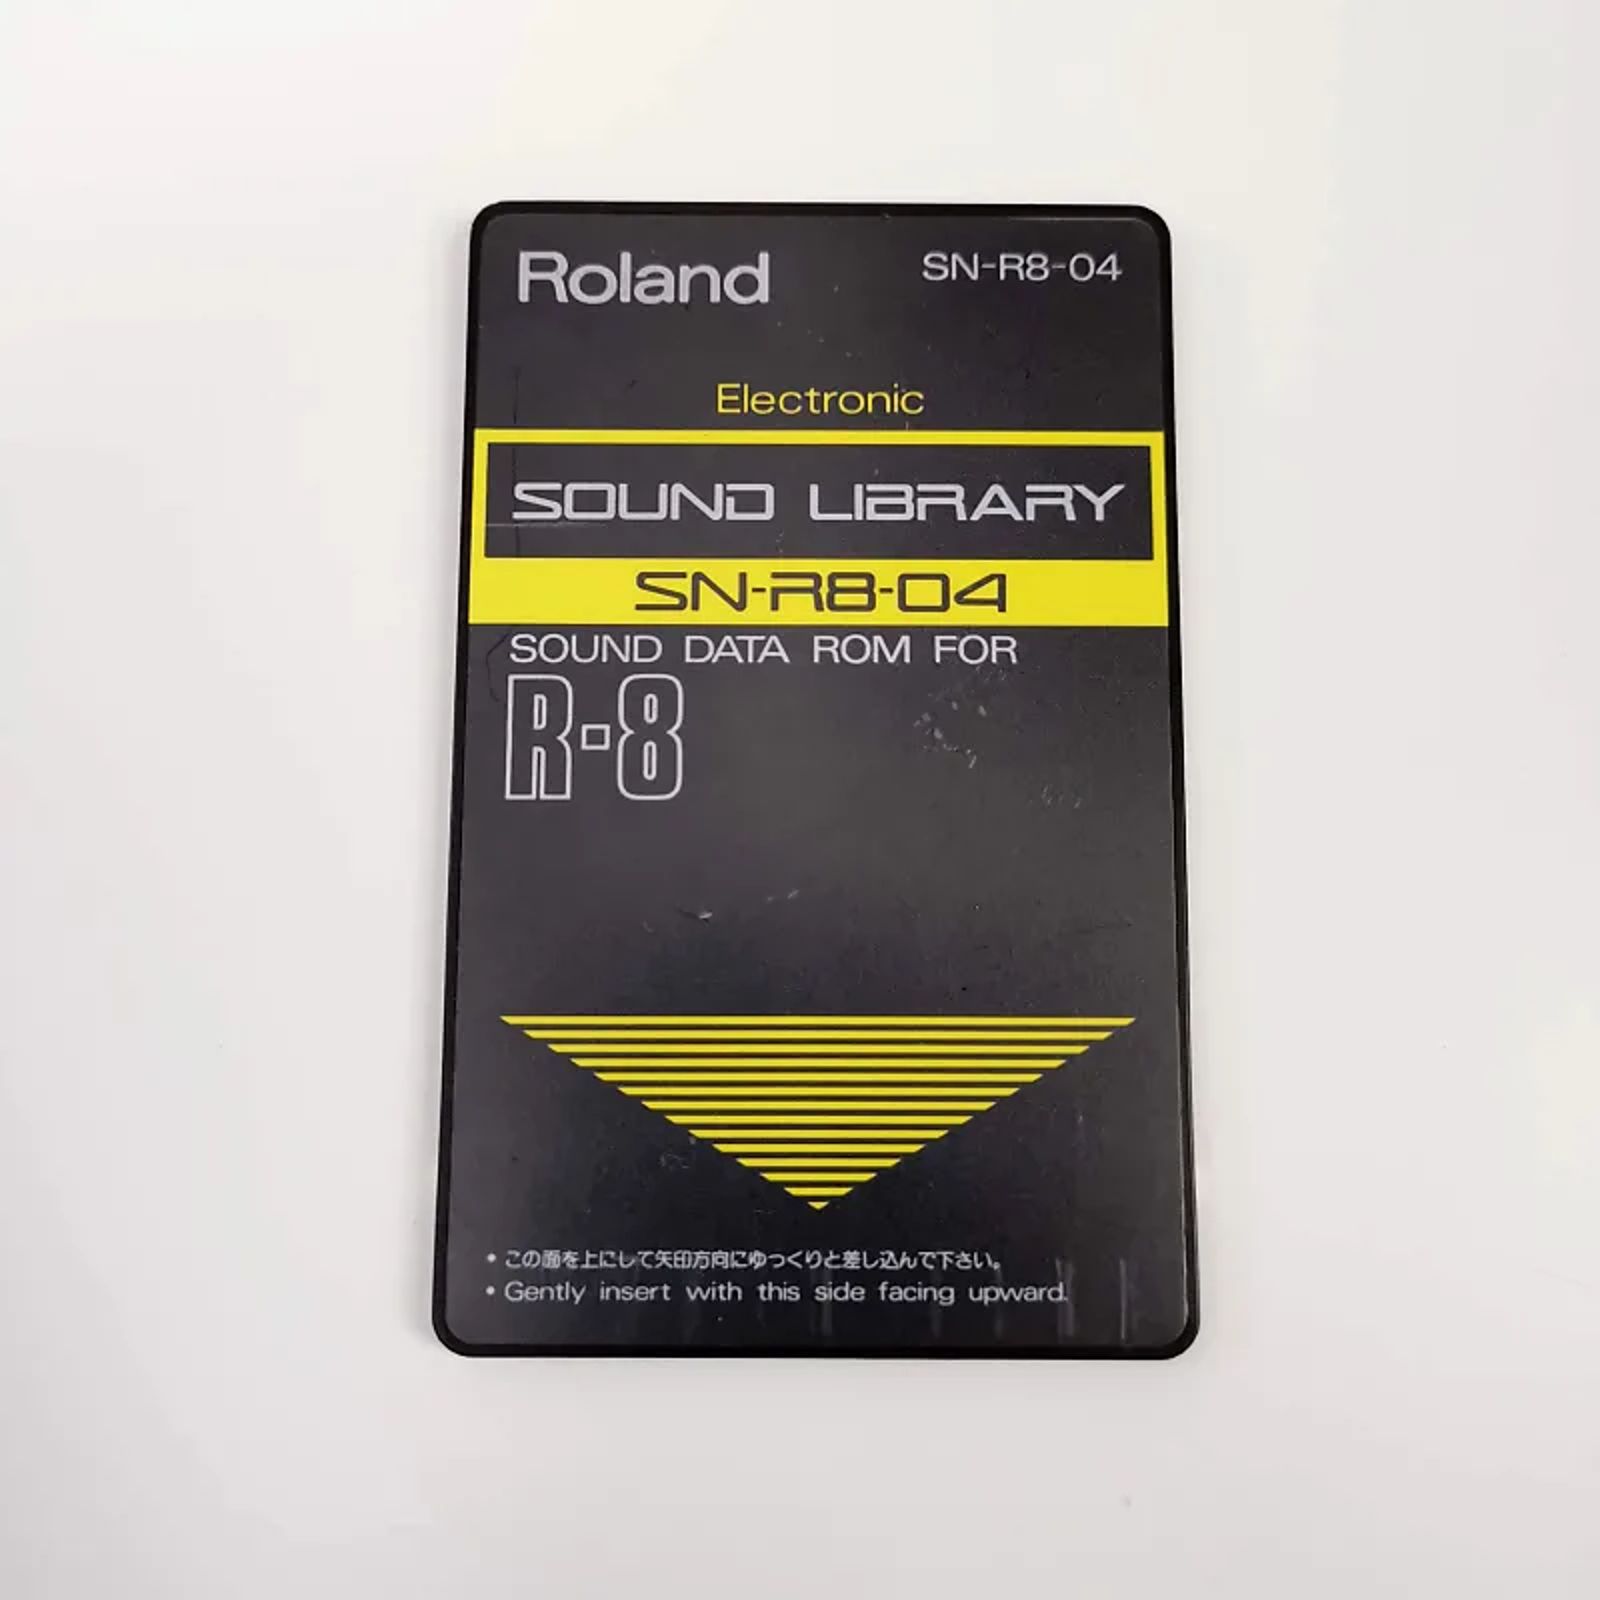 Roland
SN-R8-04
Electronic
SOUND LIBRARY
SN-R8-04
SOUND DATA ROM FOR
R-8
• この面を上にして矢印方向にゆっくりと差し込んで下さい。
• Gently insert with this side facing upward.